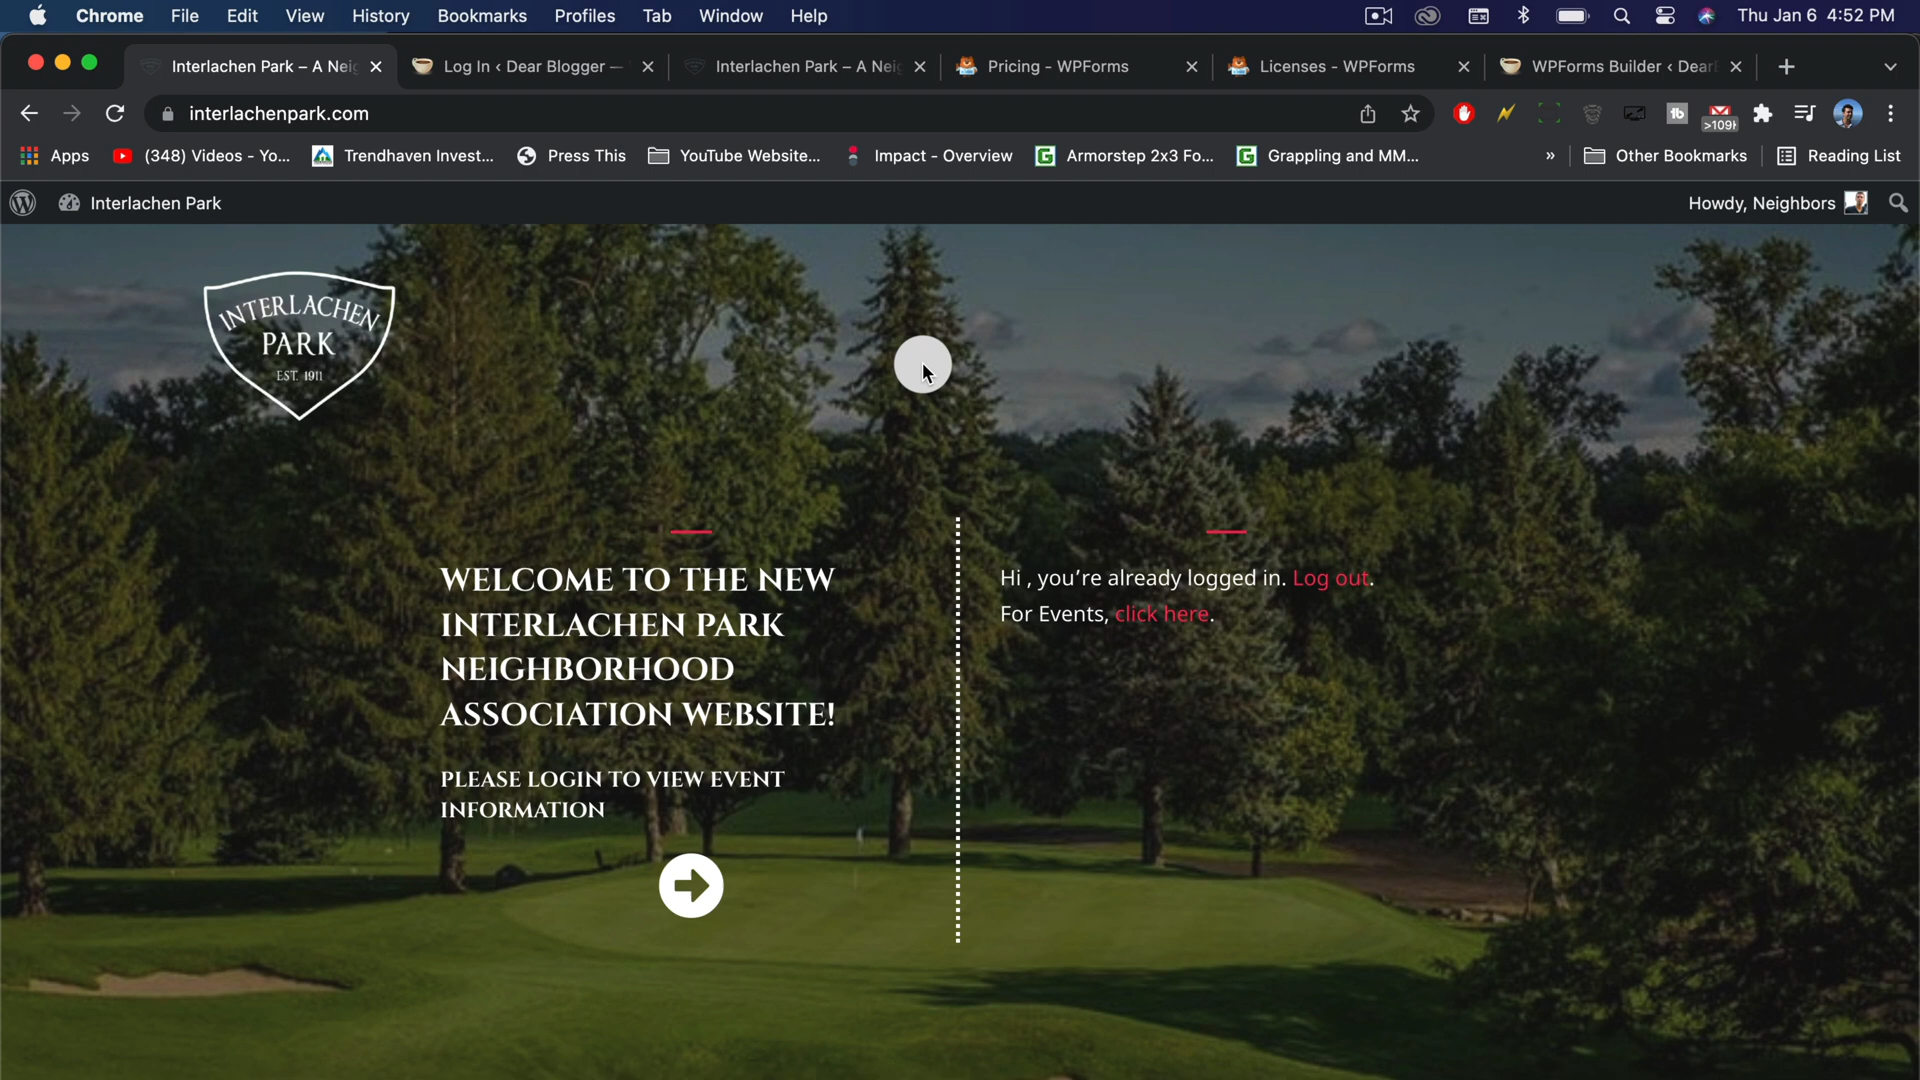 Chrome File Edit View History Bookmarks Profiles Tab Window Help Thu Jan 6 4:52 PM
Interlachen Park – A Nei Log In ‹ Dear Blogger — Interlachen Park – A Nei Pricing - WPForms Licenses - WPForms WPForms Builder ‹ Dear
interlachenpark.com tb >109k
Apps (348) Videos - Yo... Trendhaven Invest... Press This YouTube Website... Impact - Overview Armorstep 2x3 Fo... Grappling and MM... » Other Bookmarks Reading List
Interlachen Park Howdy, Neighbors
INTERLACHEN
PARK
EST. 1911
WELCOME TO THE NEW
INTERLACHEN PARK
NEIGHBORHOOD
ASSOCIATION WEBSITE!
PLEASE LOGIN TO VIEW EVENT
INFORMATION
Hi , you’re already logged in. Log out.
For Events, click here.